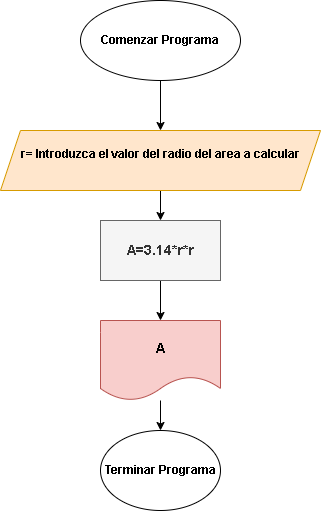 Comenzar Programa
r= Introduzca el valor del radio del area a calcular
A=3.14*r*r
A
Terminar Programa